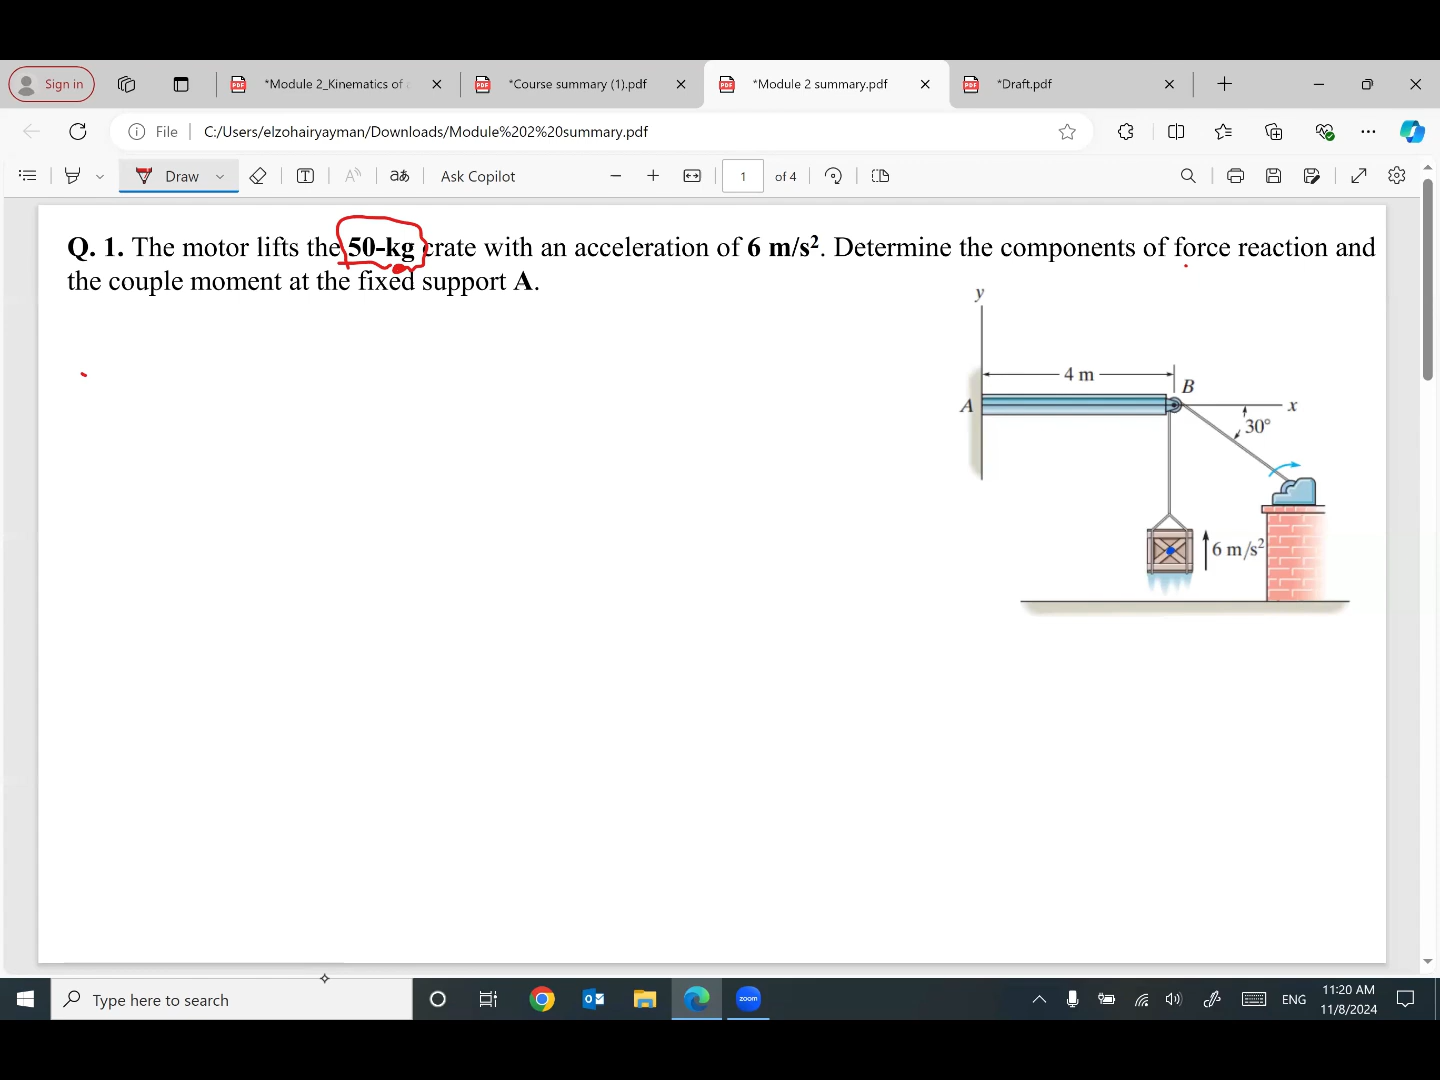 Sign in
*Module 2_Kinematics of
*Course summary (1).pdf
*Module 2 summary.pdf
*Draft.pdf
File
C:/Users/elzohairyayman/Downloads/Module%202%20summary.pdf
Draw
T
A
aあ
Ask Copilot
1
of 4
Q. 1. The motor lifts the 50-kg crate with an acceleration of 6 m/s². Determine the components of force reaction and
the couple moment at the fixed support A.
y
4 m
B
A
x
30°
6 m/s²
Type here to search
zoom
ENG
11:20 AM
11/8/2024